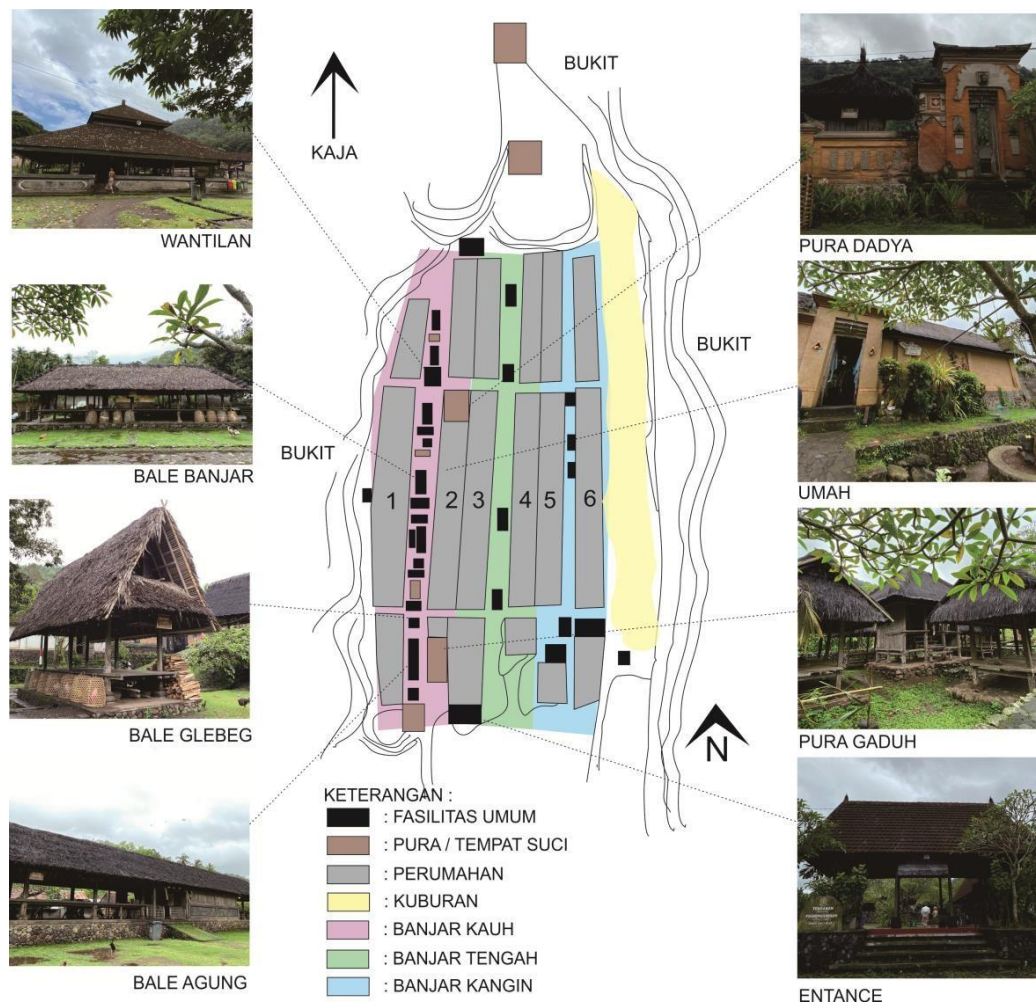 WANTILAN
BALE BANJAR
BALE GLEBEG
BALE AGUNG
KAJA
BUKIT
BUKIT
BUKIT
1
2
3
4
5
6
N
KETERANGAN :
: FASILITAS UMUM
: PURA / TEMPAT SUCI
: PERUMAHAN
: KUBURAN
: BANJAR KAUH
: BANJAR TENGAH
: BANJAR KANGIN
PURA DADYA
UMAH
PURA GADUH
ENTANCE